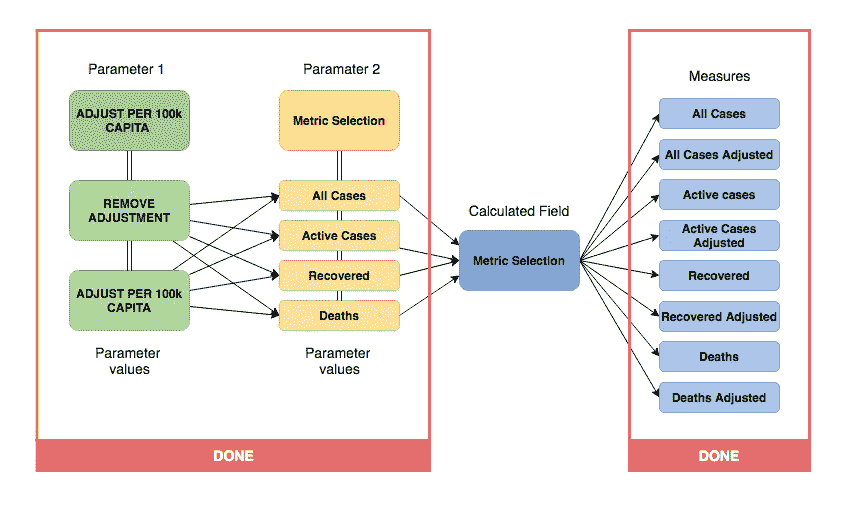 Parameter 1
ADJUST PER 100k
CAPITA
REMOVE
ADJUSTMENT
ADJUST PER 100k
CAPITA
Parameter
values
Paramater 2
Metric Selection
All Cases
Active Cases
Recovered
Deaths
Parameter
values
DONE
Calculated Field
Metric Selection
Measures
All Cases
All Cases Adjusted
Active cases
Active Cases
Adjusted
Recovered
Recovered Adjusted
Deaths
Deaths Adjusted
DONE